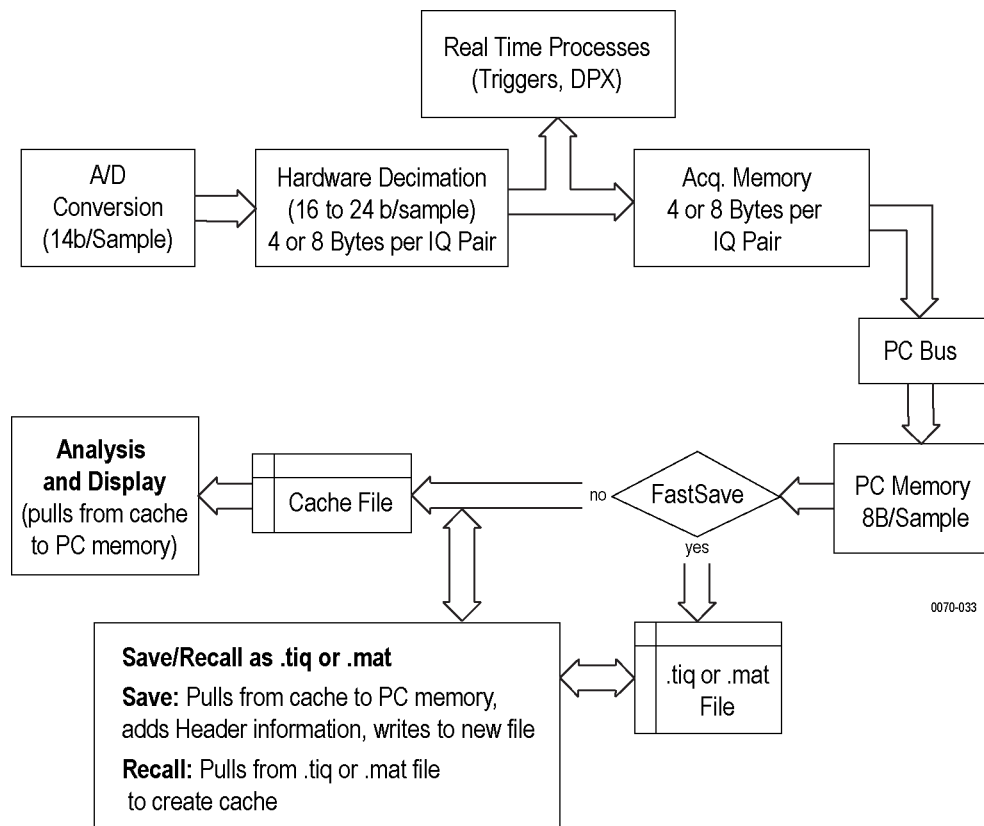 Real Time Processes
(Triggers, DPX)
A/D
Conversion
(14b/Sample)
Hardware Decimation
(16 to 24 b/sample)
4 or 8 Bytes per IQ Pair
Acq. Memory
4 or 8 Bytes per
IQ Pair
PC Bus
PC Memory
8B/Sample
FastSave
no
yes
Cache File
Analysis
and Display
(pulls from cache
to PC memory)
0070-033
.tiq or .mat
File
Save/Recall as .tiq or .mat
Save: Pulls from cache to PC memory,
adds Header information, writes to new file
Recall: Pulls from .tiq or .mat file
to create cache